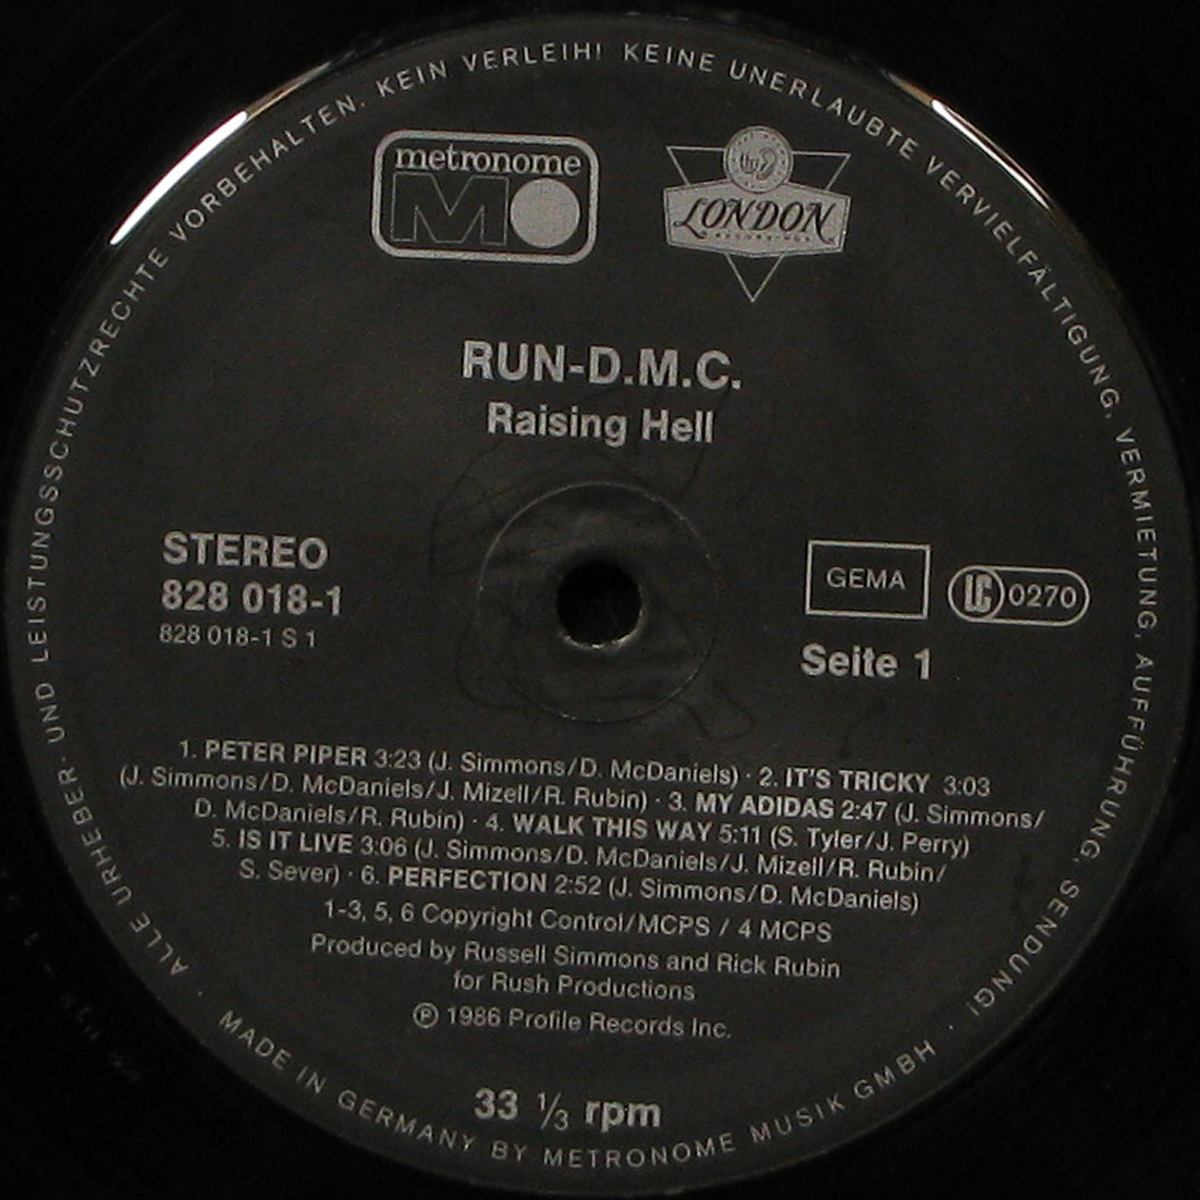 ALLE URHEBER- UND LEISTUNGSSCHUTZRECHTE VORBEHALTEN. KEIN VERLEIH! KEINE UNERLAUBTE VERVIELFÄLTIGUNG, VERMIETUNG, AUFFÜHRUNG, SENDUNG!
metronome
LONDON
RUN-D.M.C.
Raising Hell
STEREO
828 018-1
828 018-1 S 1
GEMA
LC 0270
Seite 1
1. PETER PIPER 3:23 (J. Simmons/D. McDaniels) · 2. IT'S TRICKY 3:03
(J. Simmons/D. McDaniels/J. Mizell/R. Rubin) · 3. MY ADIDAS 2:47 (J. Simmons/
D. McDaniels/R. Rubin) · 4. WALK THIS WAY 5:11 (S. Tyler/J. Perry)
5. IS IT LIVE 3:06 (J. Simmons/D. McDaniels/J. Mizell/R. Rubin/
S. Sever) · 6. PERFECTION 2:52 (J. Simmons/D. McDaniels)
1-3, 5, 6 Copyright Control/MCPS / 4 MCPS
Produced by Russell Simmons and Rick Rubin
for Rush Productions
℗ 1986 Profile Records Inc.
33 ⅓ rpm
MADE IN GERMANY BY METRONOME MUSIK GMBH ·